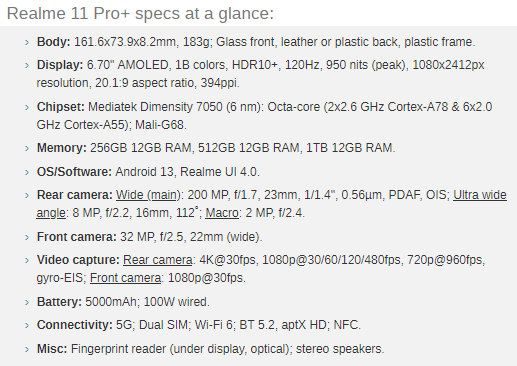 Realme 11 Pro+ specs at a glance:
Body: 161.6x73.9x8.2mm, 183g; Glass front, leather or plastic back, plastic frame.
Display: 6.70" AMOLED, 1B colors, HDR10+, 120Hz, 950 nits (peak), 1080x2412px
resolution, 20.1:9 aspect ratio, 394ppi.
Chipset: Mediatek Dimensity 7050 (6 nm): Octa-core (2x2.6 GHz Cortex-A78 & 6x2.0
GHz Cortex-A55); Mali-G68.
Memory: 256GB 12GB RAM, 512GB 12GB RAM, 1TB 12GB RAM.
OS/Software: Android 13, Realme UI 4.0.
Rear camera: Wide (main): 200 MP, f/1.7, 23mm, 1/1.4", 0.56µm, PDAF, OIS; Ultra wide
angle: 8 MP, f/2.2, 16mm, 112˚; Macro: 2 MP, f/2.4.
Front camera: 32 MP, f/2.5, 22mm (wide).
Video capture: Rear camera: 4K@30fps, 1080p@30/60/120/480fps, 720p@960fps,
gyro-EIS; Front camera: 1080p@30fps.
Battery: 5000mAh; 100W wired.
Connectivity: 5G; Dual SIM; Wi-Fi 6; BT 5.2, aptX HD; NFC.
Misc: Fingerprint reader (under display, optical); stereo speakers.